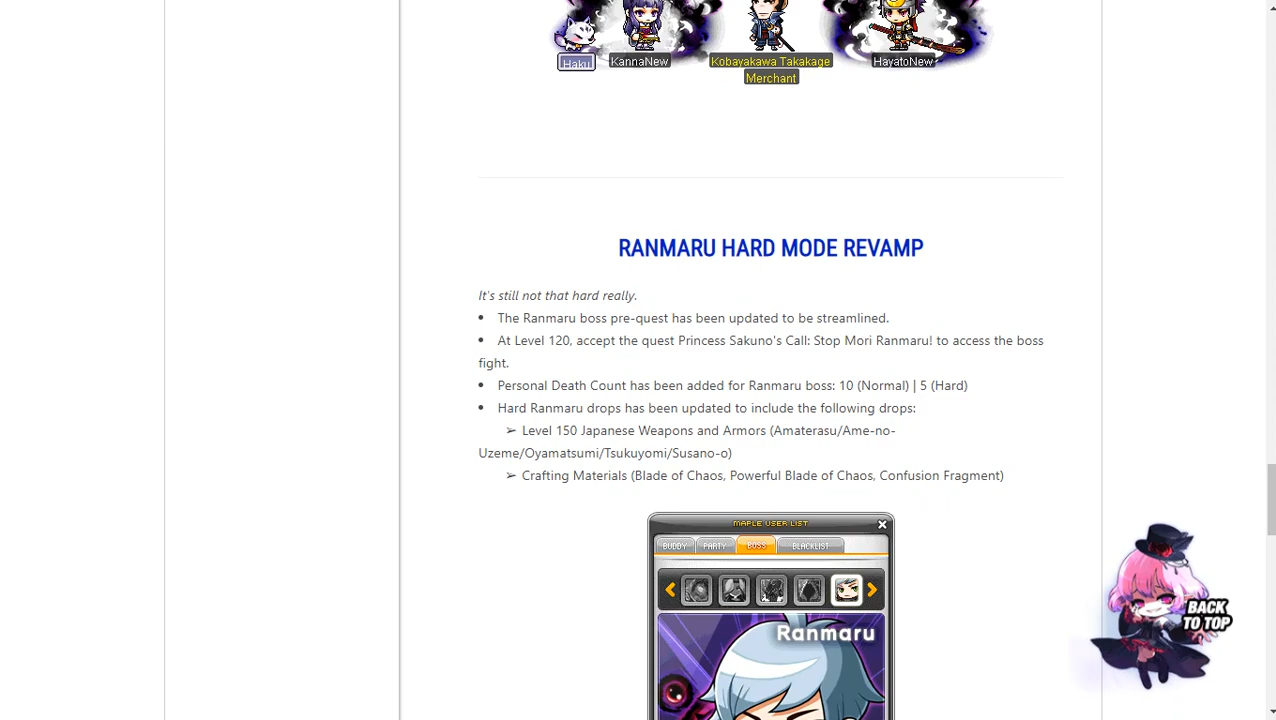 Haku
KannaNew
Kobayakawa Takakage
HayatoNew
Merchant
RANMARU HARD MODE REVAMP
It's still not that hard really.
• The Ranmaru boss pre-quest has been updated to be streamlined.
• At Level 120, accept the quest Princess Sakuno's Call: Stop Mori Ranmaru! to access the boss
fight.
• Personal Death Count has been added for Ranmaru boss: 10 (Normal) | 5 (Hard)
• Hard Ranmaru drops has been updated to include the following drops:
➢ Level 150 Japanese Weapons and Armors (Amaterasu/Ame-no-
Uzeme/Oyamatsumi/Tsukuyomi/Susano-o)
➢ Crafting Materials (Blade of Chaos, Powerful Blade of Chaos, Confusion Fragment)
MAPLE USER LIST
BUDDY
PARTY
BOSS
BLACKLIST
Ranmaru
BACK
TO TOP